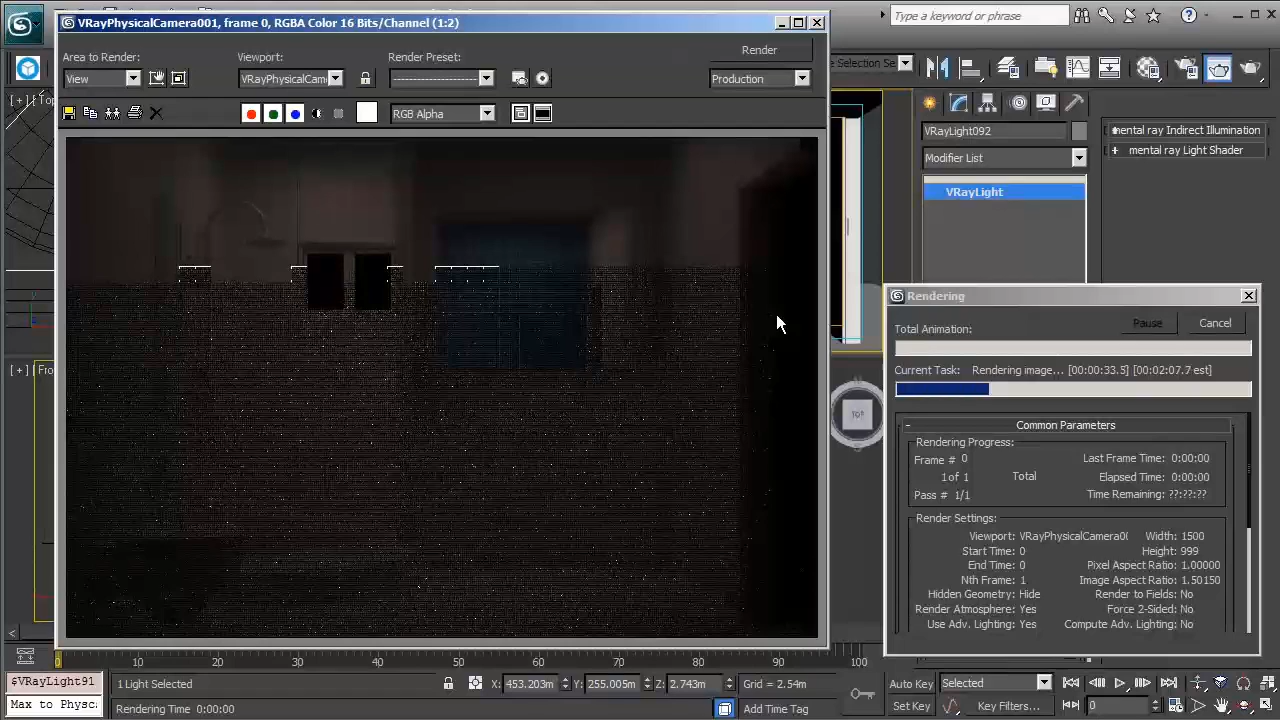 VRayPhysicalCamera001, frame 0, RGBA Color 16 Bits/Channel (1:2)
Type a keyword or phrase
Area to Render:
Viewport:
Render Preset:
Render
View
VRayPhysicalCam
--------------------
Production
RGB Alpha
e Selection Se
VRayLight092
Modifier List
VRayLight
mental ray Indirect Illumination
+ mental ray Light Shader
[+] [Top
[+] [Fro
TOP
Rendering
Total Animation:
Pause
Cancel
Current Task: Rendering image... [00:00:33.5] [00:02:07.7 est]
- Common Parameters
Rendering Progress:
Frame # 0
Last Frame Time: 0:00:00
1 of 1 Total
Elapsed Time: 0:00:00
Pass # 1/1
Time Remaining: ??:??:??
Render Settings:
Viewport: VRayPhysicalCamera0
Width: 1500
Start Time: 0
Height: 999
End Time: 0
Pixel Aspect Ratio: 1.00000
Nth Frame: 1
Image Aspect Ratio: 1.50150
Hidden Geometry: Hide
Render to Fields: No
Render Atmosphere: Yes
Force 2-Sided: No
Use Adv. Lighting: Yes
Compute Adv. Lighting: No
0 10 20 30 40 50 60 70 80 90 100
$VRayLight91
1 Light Selected
X: 453.203m
Y: 255.005m
Z: 2.743m
Grid = 2.54m
Auto Key
Selected
Max to Physc
Rendering Time 0:00:00
Add Time Tag
Set Key
Key Filters...
0